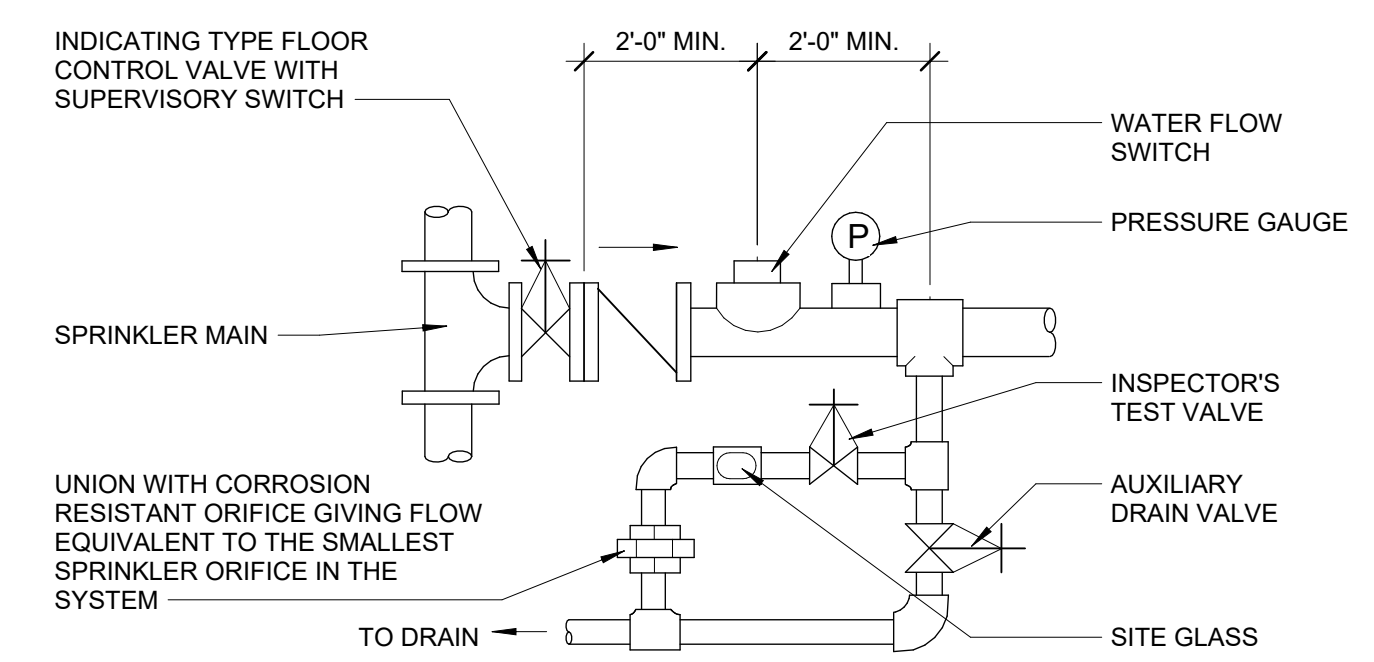 INDICATING TYPE FLOOR
CONTROL VALVE WITH
SUPERVISORY SWITCH
2'-0" MIN.
2'-0" MIN.
WATER FLOW
SWITCH
PRESSURE GAUGE
P
SPRINKLER MAIN
INSPECTOR'S
TEST VALVE
UNION WITH CORROSION
RESISTANT ORIFICE GIVING FLOW
EQUIVALENT TO THE SMALLEST
SPRINKLER ORIFICE IN THE
SYSTEM
AUXILIARY
DRAIN VALVE
TO DRAIN
SITE GLASS